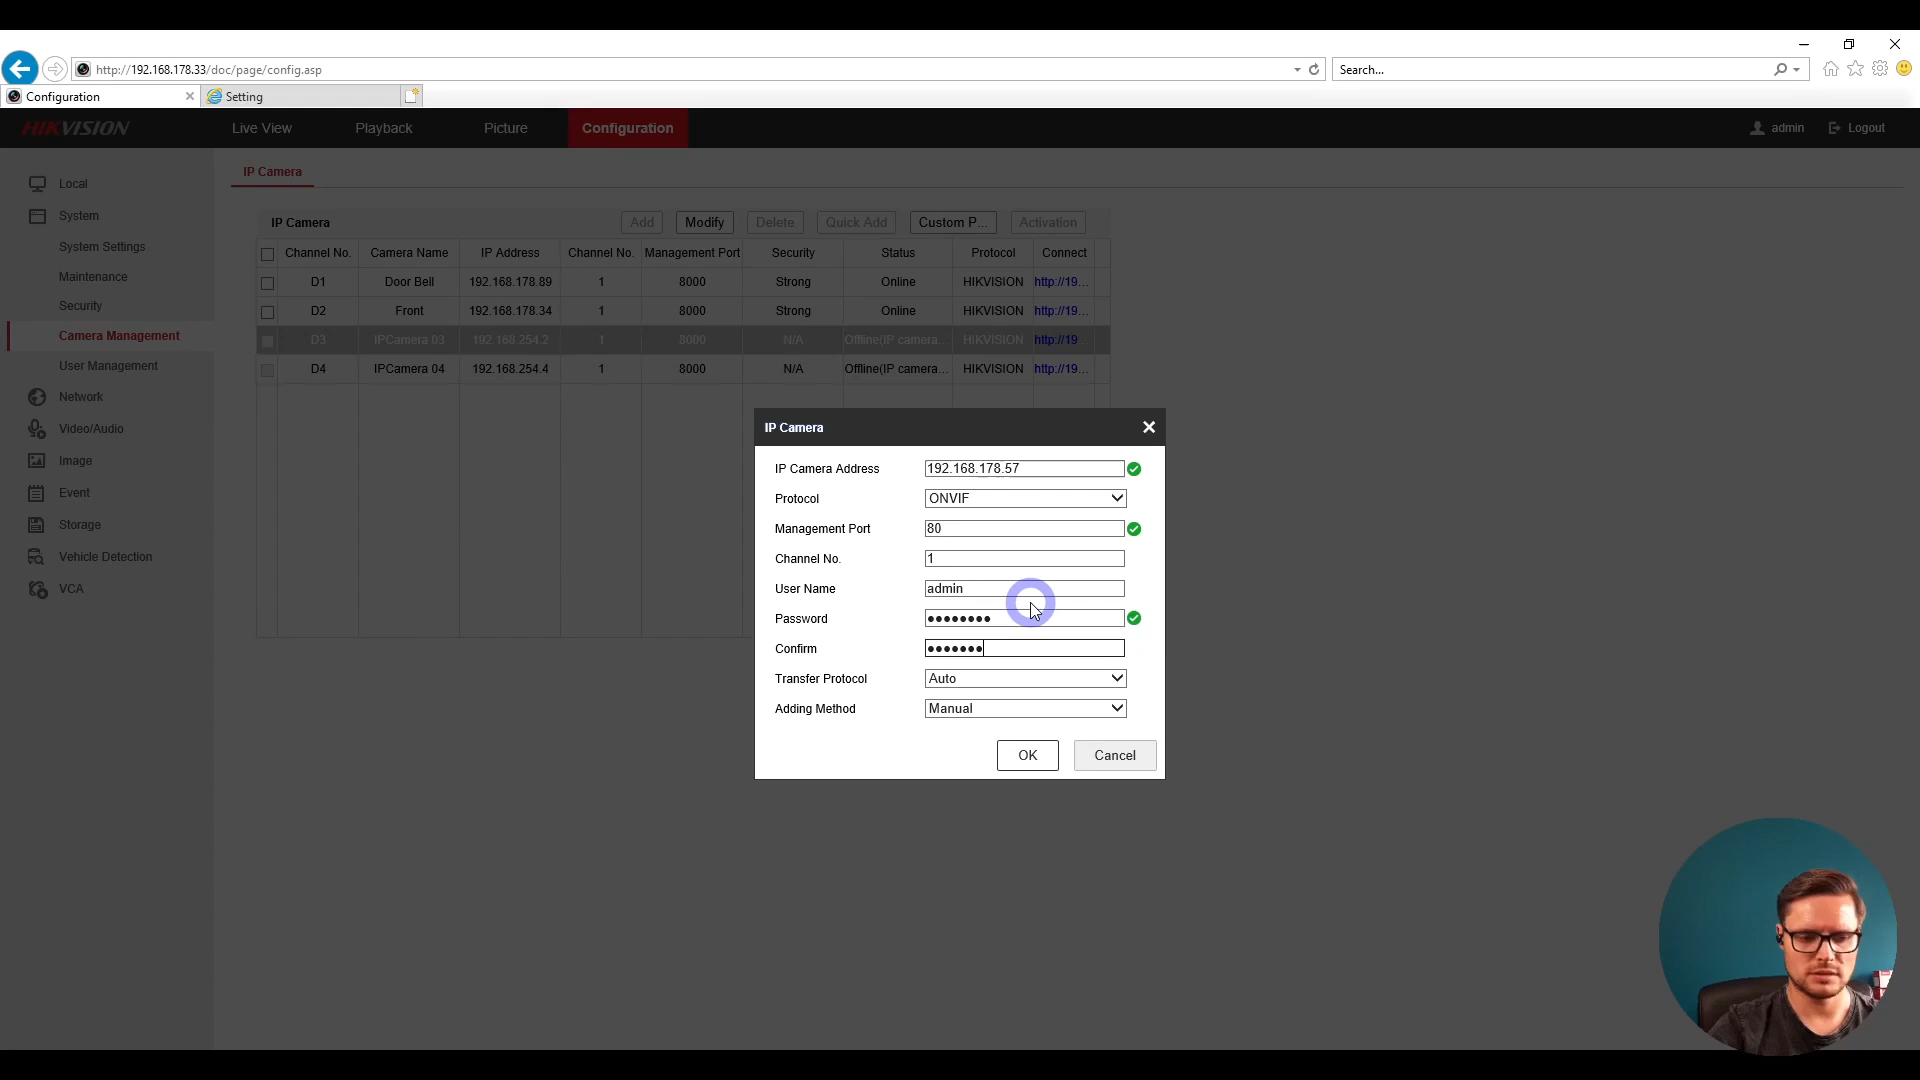 http://192.168.178.33/doc/page/config.asp
Search...
Configuration
Setting
HIKVISION
Live View
Playback
Picture
Configuration
admin
Logout
Local
System
System Settings
Maintenance
Security
Camera Management
User Management
Network
Video/Audio
Image
Event
Storage
Vehicle Detection
VCA
IP Camera
IP Camera
Add
Modify
Delete
Quick Add
Custom P...
Activation
Channel No. Camera Name IP Address Channel No. Management Port Security Status Protocol Connect
D1 Door Bell 192.168.178.89 1 8000 Strong Online HIKVISION http://19...
D2 Front 192.168.178.34 1 8000 Strong Online HIKVISION http://19...
D3 IPCamera 03 192.168.254.2 1 8000 N/A Offline(IP camera... HIKVISION http://19...
D4 IPCamera 04 192.168.254.4 1 8000 N/A Offline(IP camera... HIKVISION http://19...
IP Camera
IP Camera Address 192.168.178.57
Protocol ONVIF
Management Port 80
Channel No. 1
User Name admin
Password ●●●●●●●●
Confirm ●●●●●●●
Transfer Protocol Auto
Adding Method Manual
OK
Cancel